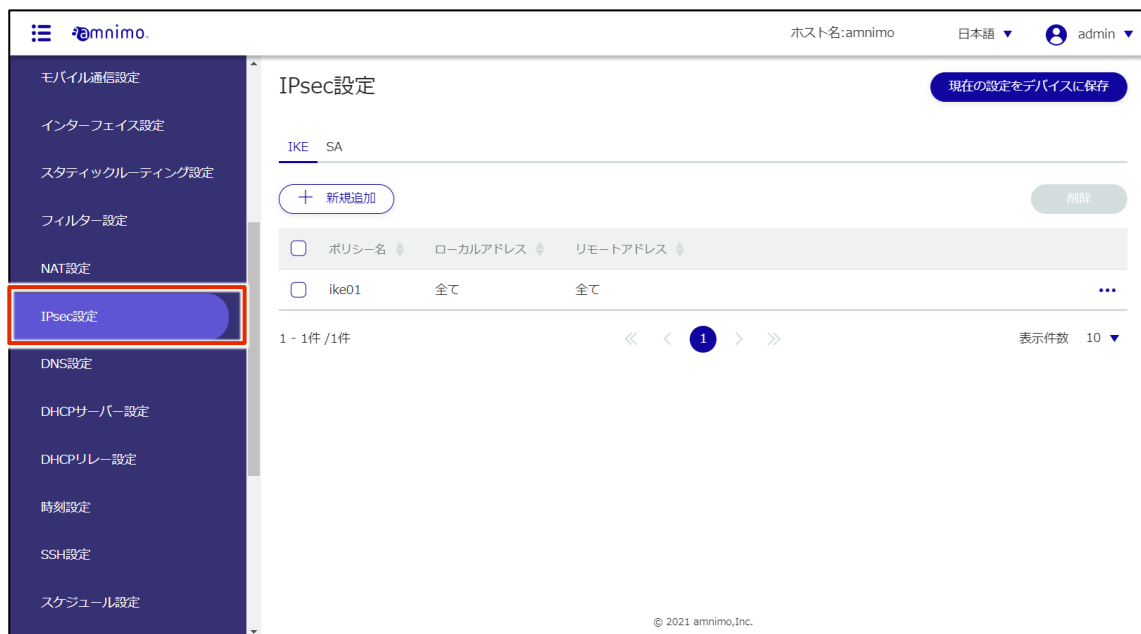 amnimo
ホスト名:amnimo 日本語 ▼ admin ▼
モバイル通信設定
インターフェイス設定
スタティックルーティング設定
フィルター設定
NAT設定
IPsec設定
DNS設定
DHCPサーバー設定
DHCPリレー設定
時刻設定
SSH設定
スケジュール設定
IPsec設定
現在の設定をデバイスに保存
IKE SA
+ 新規追加
削除
ポリシー名 ローカルアドレス リモートアドレス
ike01 全て 全て •••
1 - 1件 /1件 << < 1 > >> 表示件数 10 ▼
© 2021 amnimo,Inc.